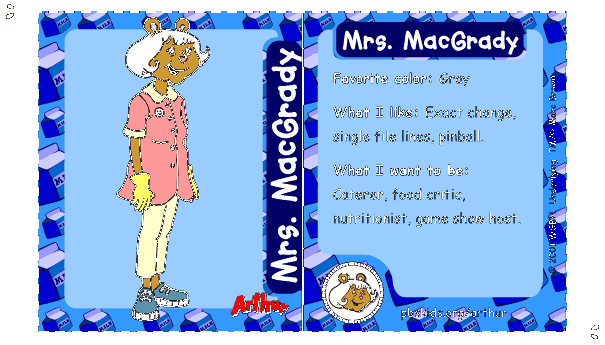 Mrs. MacGrady
Arthur
Mrs. MacGrady
Favorite color: Gray
What I like: Exact change,
single file lines, pinball.
What I want to be:
Caterer, food critic,
nutritionist, game show host.
pbskids.org/arthur
MILK